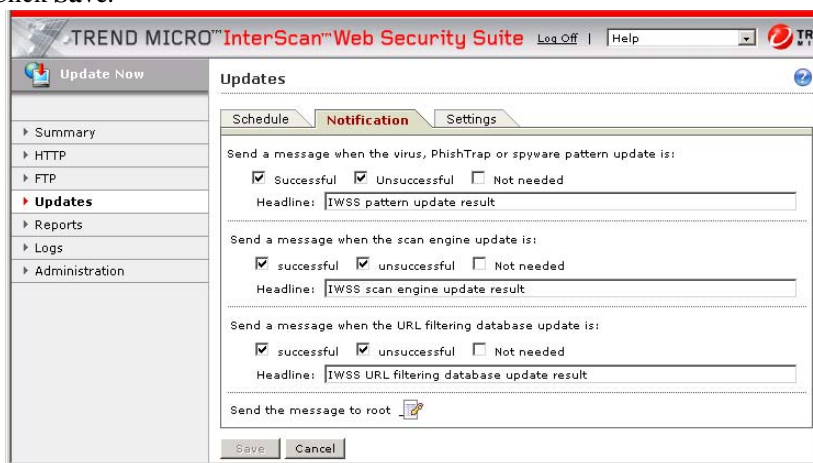 Click Save.
TREND MICRO™ InterScan™ Web Security Suite Log Off | Help
Update Now
Updates
Schedule Notification Settings
Summary
HTTP
FTP
Updates
Reports
Logs
Administration
Send a message when the virus, PhishTrap or spyware pattern update is:
Successful Unsuccessful Not needed
Headline: IWSS pattern update result
Send a message when the scan engine update is:
successful unsuccessful Not needed
Headline: IWSS scan engine update result
Send a message when the URL filtering database update is:
successful unsuccessful Not needed
Headline: IWSS URL filtering database update result
Send the message to root
Save Cancel